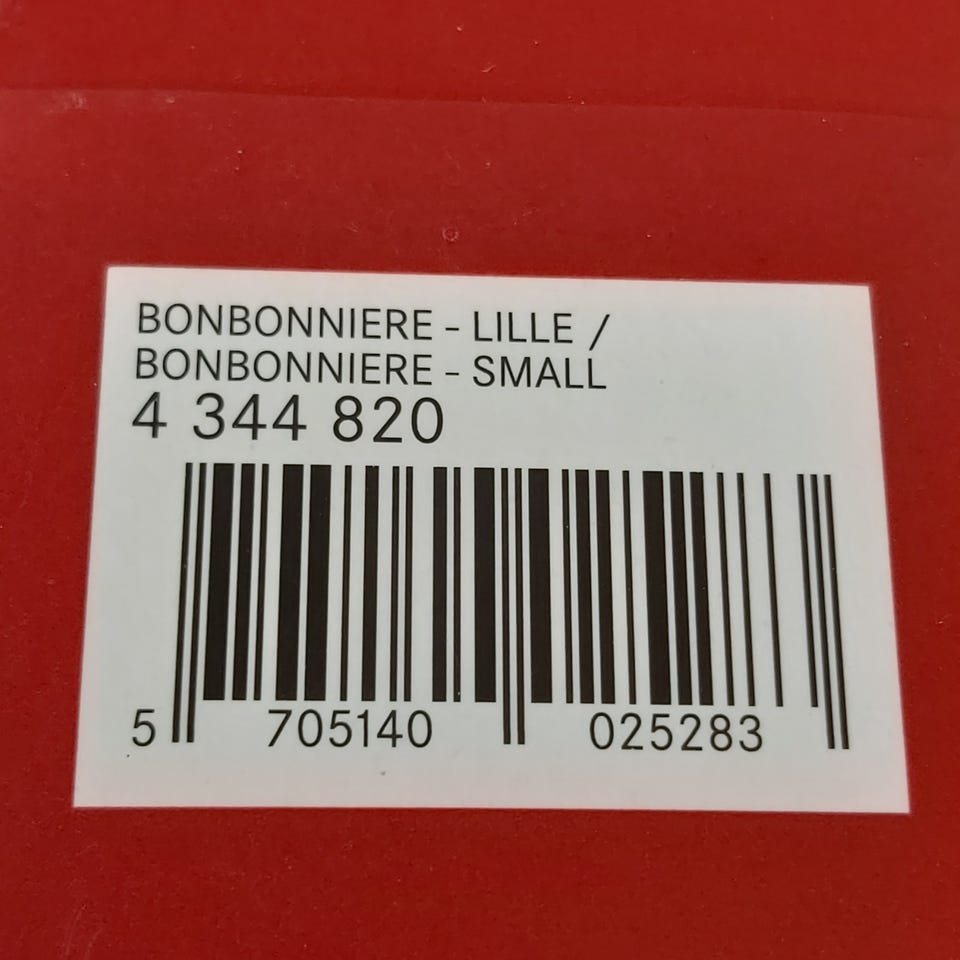 BONBONNIERE - LILLE /
BONBONNIERE - SMALL
4 344 820
5 705140 025283